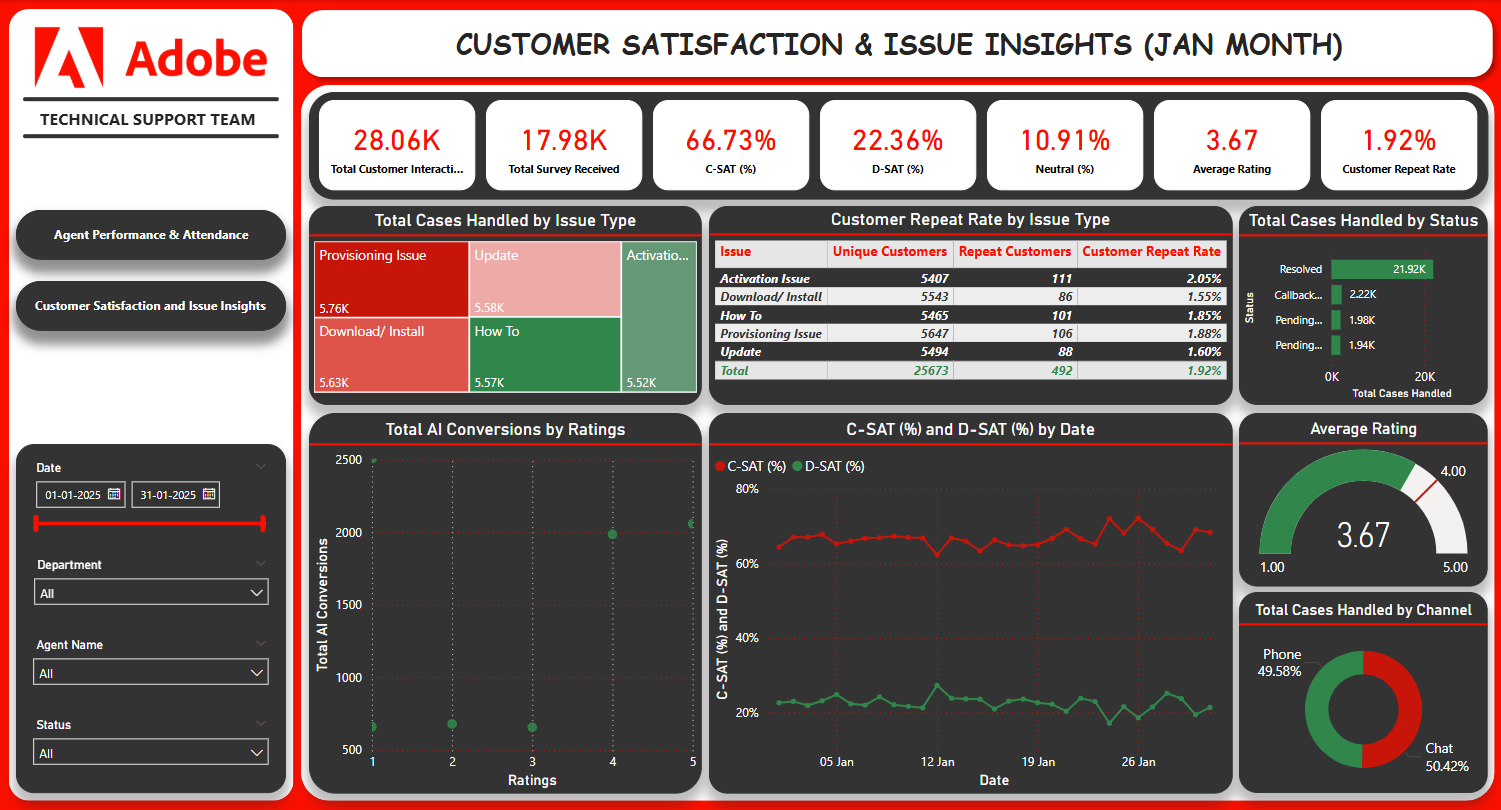 Adobe
TECHNICAL SUPPORT TEAM
Agent Performance & Attendance
Customer Satisfaction and Issue Insights
Date
01-01-2025 31-01-2025
Department
All
Agent Name
All
Status
All
CUSTOMER SATISFACTION & ISSUE INSIGHTS (JAN MONTH)
28.06K
Total Customer Interacti...
17.98K
Total Survey Received
66.73%
C-SAT (%)
22.36%
D-SAT (%)
10.91%
Neutral (%)
3.67
Average Rating
1.92%
Customer Repeat Rate
Total Cases Handled by Issue Type
Provisioning Issue
5.76K
Update
5.58K
Activatio...
5.52K
Download/ Install
5.63K
How To
5.57K
Customer Repeat Rate by Issue Type
Issue Unique Customers Repeat Customers Customer Repeat Rate
Activation Issue 5407 111 2.05%
Download/ Install 5543 86 1.55%
How To 5465 101 1.85%
Provisioning Issue 5647 106 1.88%
Update 5494 88 1.60%
Total 25673 492 1.92%
Total Cases Handled by Status
Status
Resolved 21.92K
Callback... 2.22K
Pending... 1.98K
Pending... 1.94K
0K 20K
Total Cases Handled
Total AI Conversions by Ratings
Total AI Conversions
2500
2000
1500
1000
500
1 2 3 4 5
Ratings
C-SAT (%) and D-SAT (%) by Date
C-SAT (%) D-SAT (%)
C-SAT (%) and D-SAT (%)
80%
60%
40%
20%
05 Jan 12 Jan 19 Jan 26 Jan
Date
Average Rating
4.00
3.67
1.00 5.00
Total Cases Handled by Channel
Phone
49.58%
Chat
50.42%